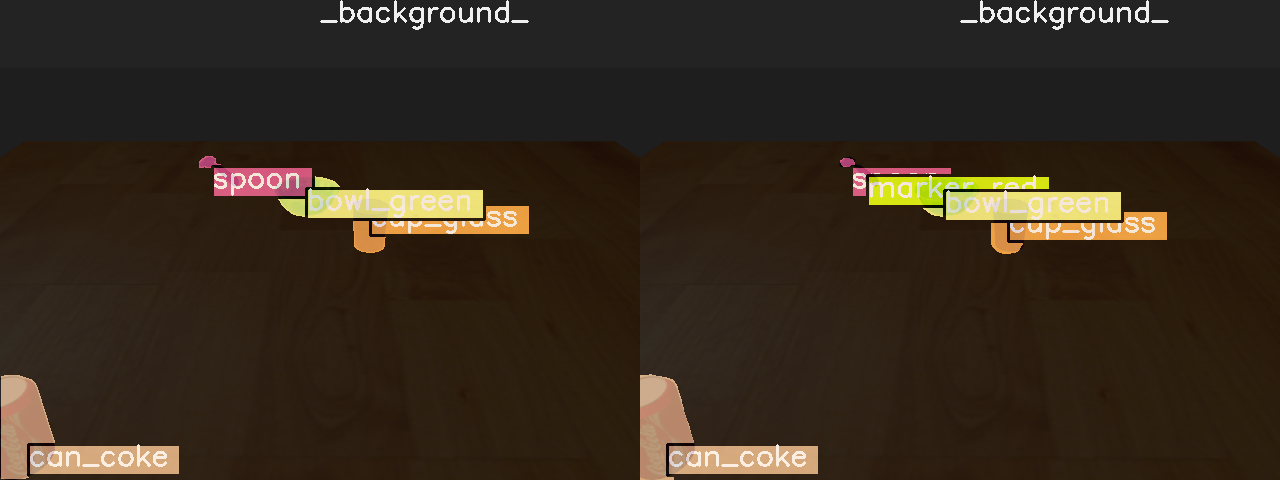 _background_
_background_
spoon
bowl_green
cup_glass
can_coke
marker_red
bowl_green
cup_glass
can_coke